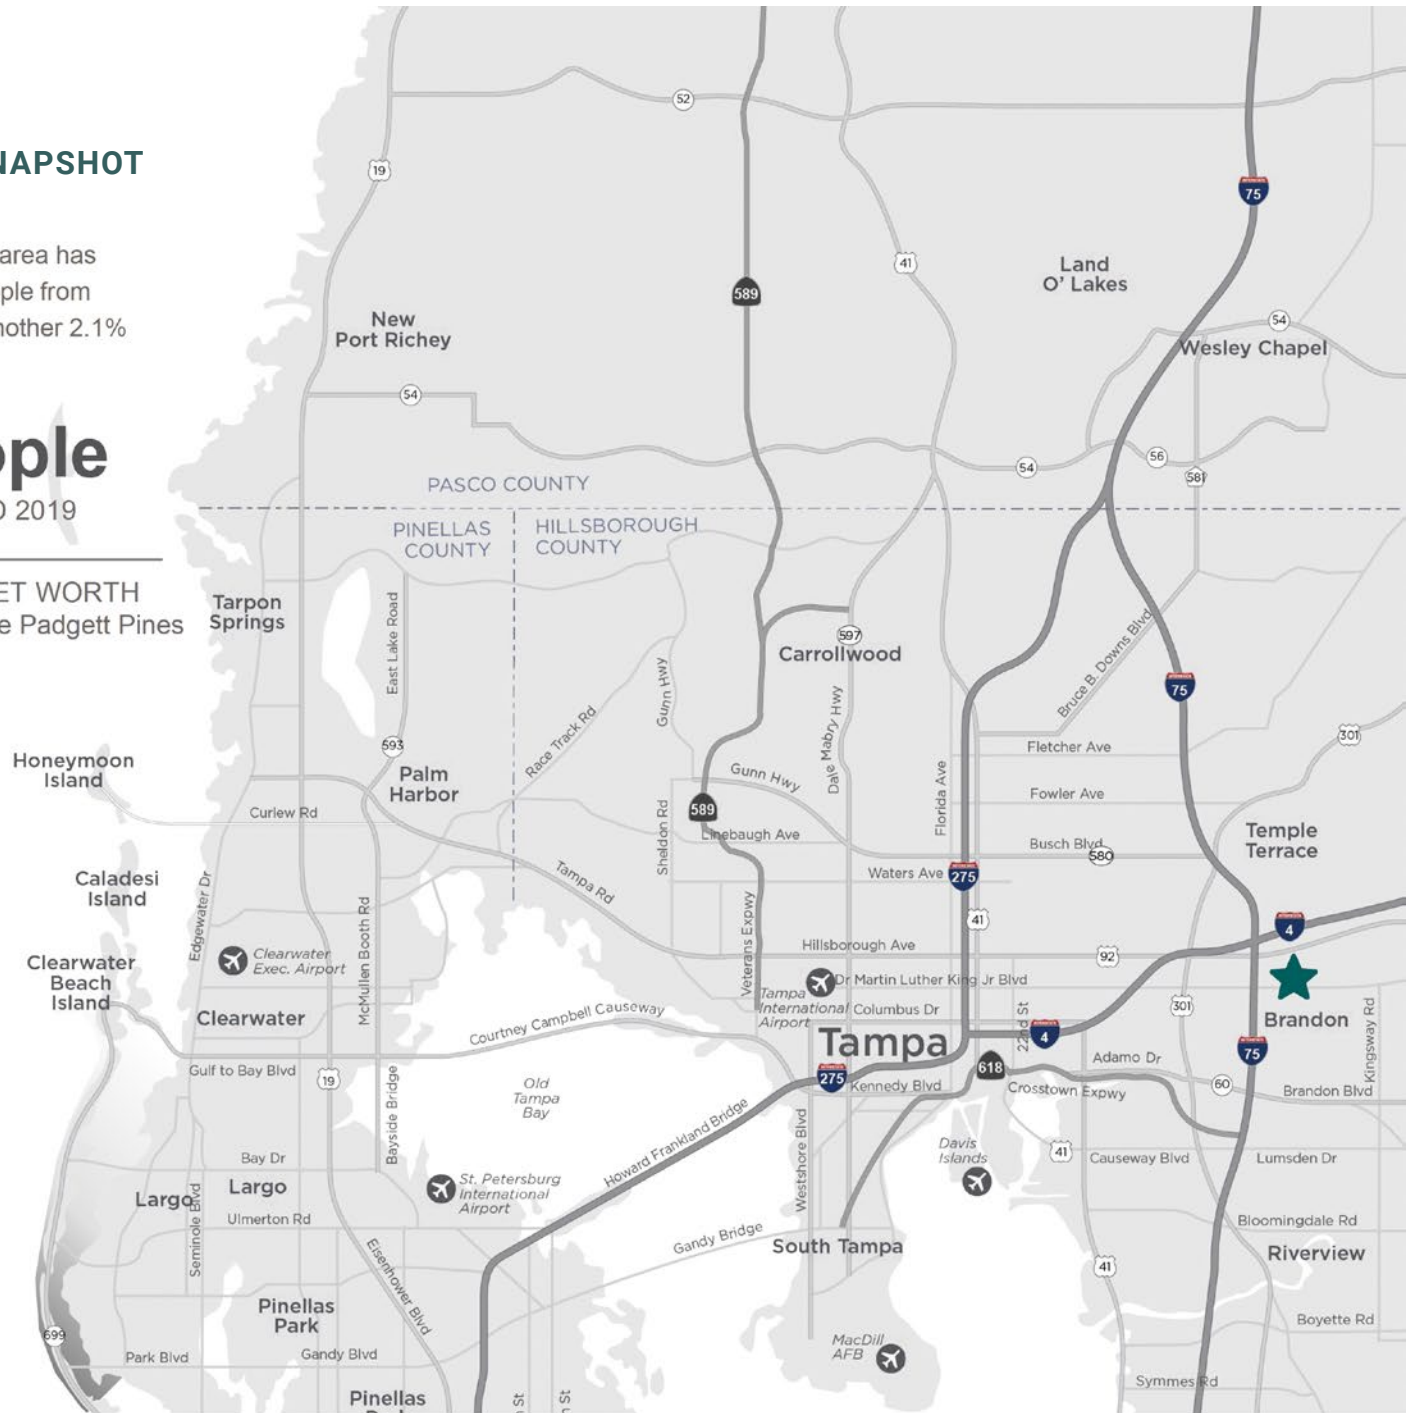 NAPSHOT
area has
ple from
nother 2.1%
ople
O 2019
ET WORTH
e Padgett Pines
52
19
75
41
589
Land
O' Lakes
New
Port Richey
54
Wesley Chapel
54
54
56
581
PASCO COUNTY
PINELLAS
COUNTY
HILLSBOROUGH
COUNTY
Tarpon
Springs
East Lake Road
597
Carrollwood
Gunn Hwy
Dale Mabry Hwy
Bruce B. Downs Blvd
75
301
593
Race Track Rd
Fletcher Ave
Honeymoon
Island
Palm
Harbor
Gunn Hwy
Florida Ave
Fowler Ave
Curlew Rd
589
Sheldon Rd
Linebaugh Ave
Busch Blvd
580
Temple
Terrace
Caladesi
Island
Tampa Rd
Waters Ave
275
Edgewater Dr
McMullen Booth Rd
Veterans Expwy
41
4
Clearwater
Exec. Airport
Hillsborough Ave
92
Clearwater
Beach
Island
Dr Martin Luther King Jr Blvd
Tampa
International
Airport
Columbus Dr
22nd St
301
Brandon
Kingsway Rd
Clearwater
Courtney Campbell Causeway
Tampa
4
75
Gulf to Bay Blvd
19
Bayside Bridge
Old
Tampa
Bay
275
Kennedy Blvd
618
Adamo Dr
Crosstown Expwy
60
Brandon Blvd
Howard Frankland Bridge
Westshore Blvd
Davis
Islands
41
Causeway Blvd
Lumsden Dr
Bay Dr
Largo
Largo
Seminole Blvd
St. Petersburg
International
Airport
Ulmerton Rd
Eisenhower Blvd
Gandy Bridge
South Tampa
Bloomingdale Rd
Riverview
41
Pinellas
Park
699
Park Blvd
Gandy Blvd
MacDill
AFB
Boyette Rd
Symmes Rd
Pinellas
St
St